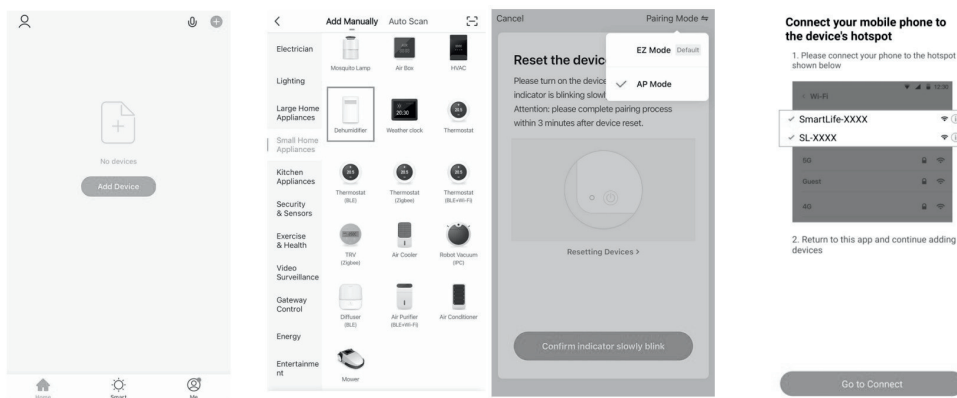 No devices
Add Device
Home
Smart
Me
Add Manually
Auto Scan
Electrician
Lighting
Large Home
Appliances
Small Home
Appliances
Kitchen
Appliances
Security
& Sensors
Exercise
& Health
Video
Surveillance
Gateway
Control
Energy
Entertainme
nt
Mosquito Lamp
Air Box
HVAC
Dehumidifier
20:30
Weather clock
Thermostat
Thermostat
(BLE)
Thermostat
(Zigbee)
Thermostat
(BLE+Wi-Fi)
TRV
(Zigbee)
Air Cooler
Robot Vacuum
(IPC)
Diffuser
(BLE)
Air Purifier
(BLE+Wi-Fi)
Air Conditioner
Mower
Cancel
Pairing Mode
EZ Mode Default
AP Mode
Reset the devic
Please turn on the device
indicator is blinking slowl
Attention: please complete pairing process
within 3 minutes after device reset.
Resetting Devices >
Confirm indicator slowly blink
Connect your mobile phone to
the device's hotspot
1. Please connect your phone to the hotspot
shown below
12:30
Wi-Fi
SmartLife-XXXX
SL-XXXX
5G
Guest
4G
2. Return to this app and continue adding
devices
Go to Connect